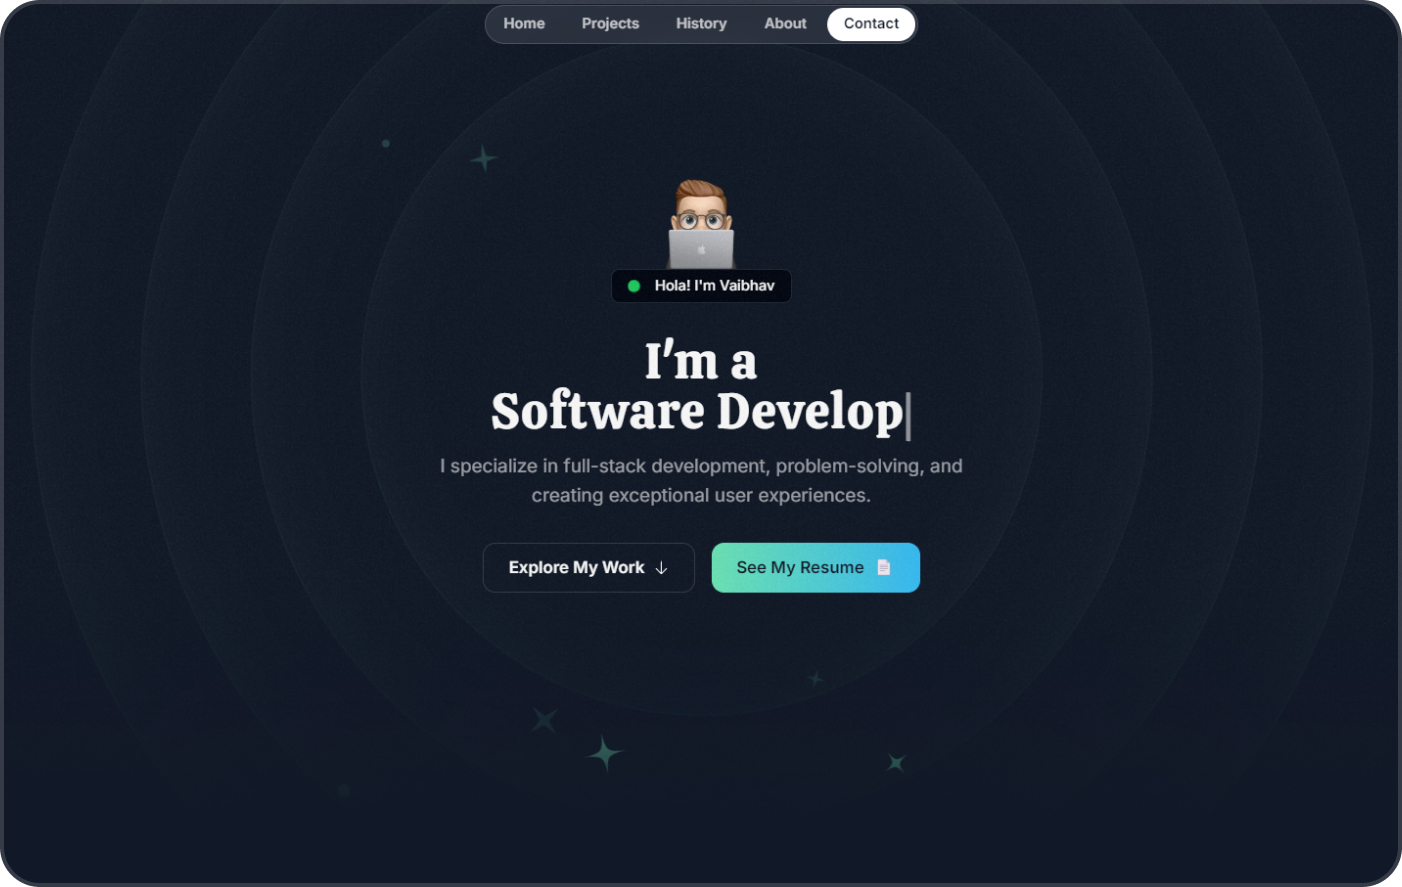 Home Projects History About Contact
Hola! I'm Vaibhav
I'm a
Software Develop
I specialize in full-stack development, problem-solving, and
creating exceptional user experiences.
Explore My Work ↓ See My Resume